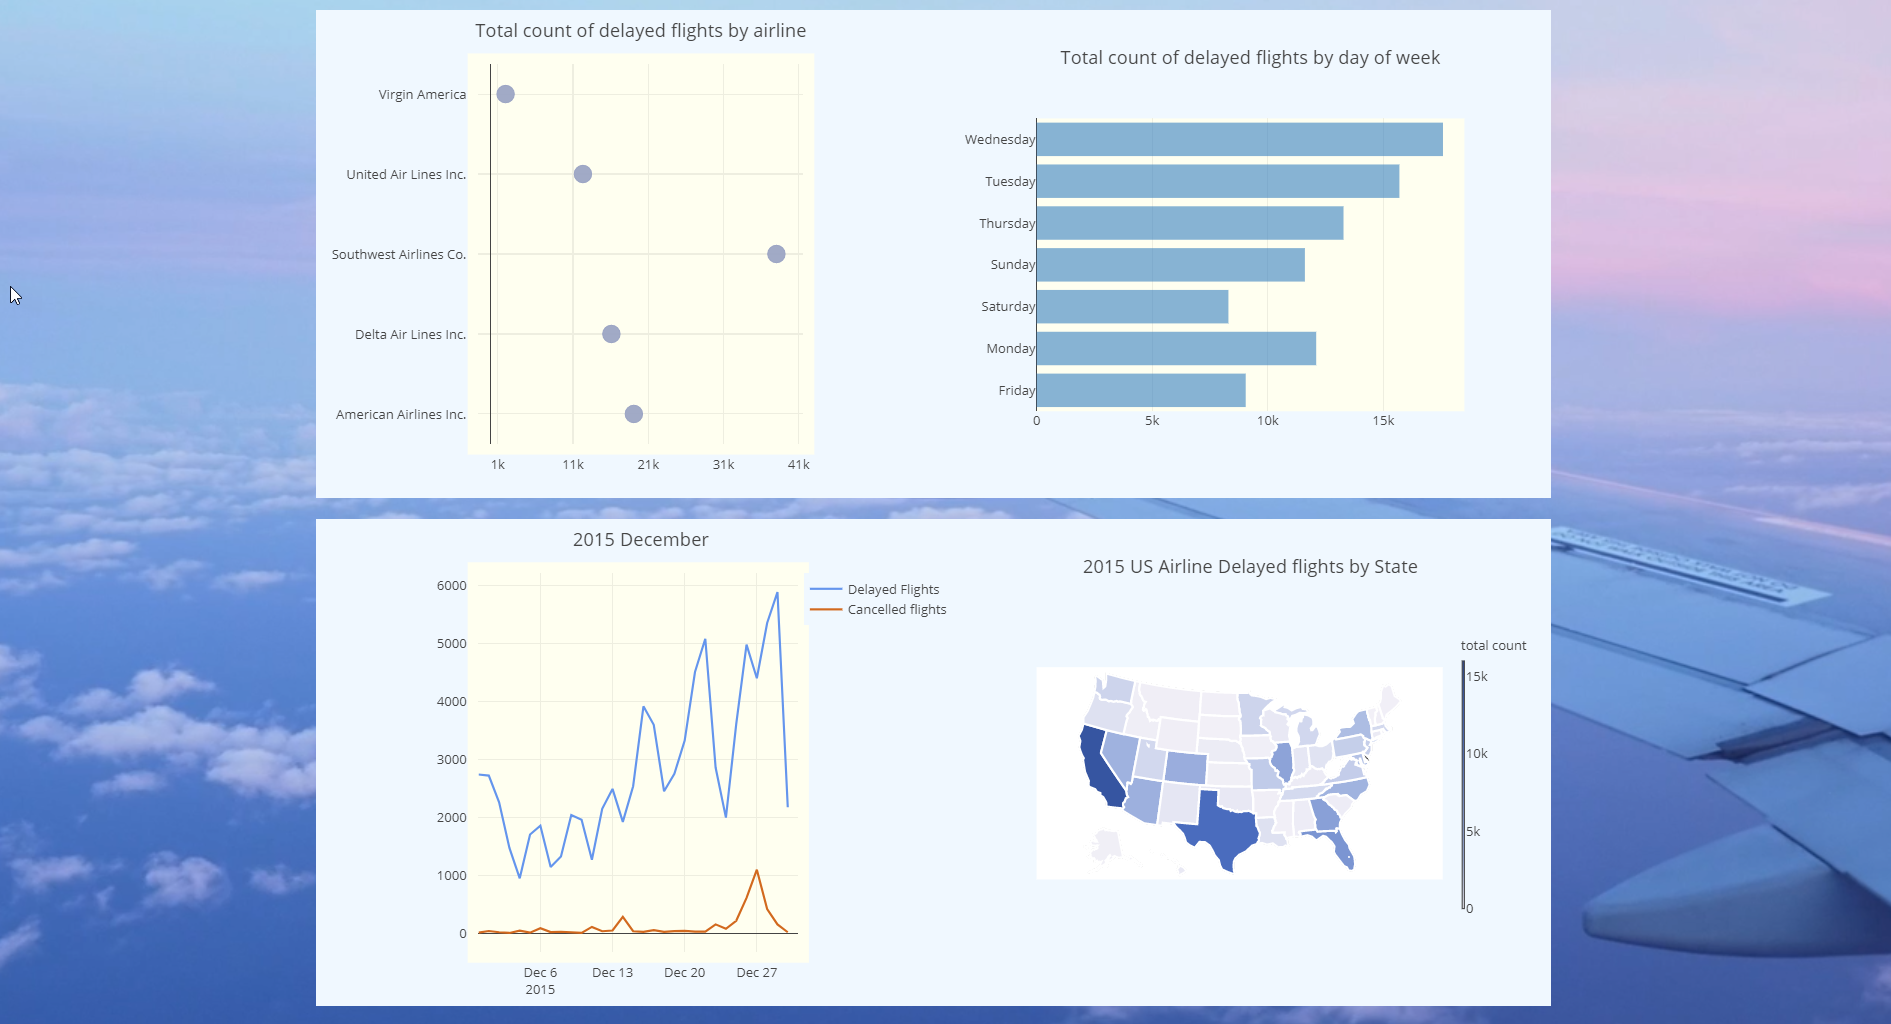 Total count of delayed flights by airline
Virgin America
United Air Lines Inc.
Southwest Airlines Co.
Delta Air Lines Inc.
American Airlines Inc.
1k 11k 21k 31k 41k
Total count of delayed flights by day of week
Wednesday
Tuesday
Thursday
Sunday
Saturday
Monday
Friday
0 5k 10k 15k
2015 December
6000
5000
4000
3000
2000
1000
0
Dec 6 Dec 13 Dec 20 Dec 27
2015
Delayed Flights
Cancelled flights
2015 US Airline Delayed flights by State
total count
15k
10k
5k
0